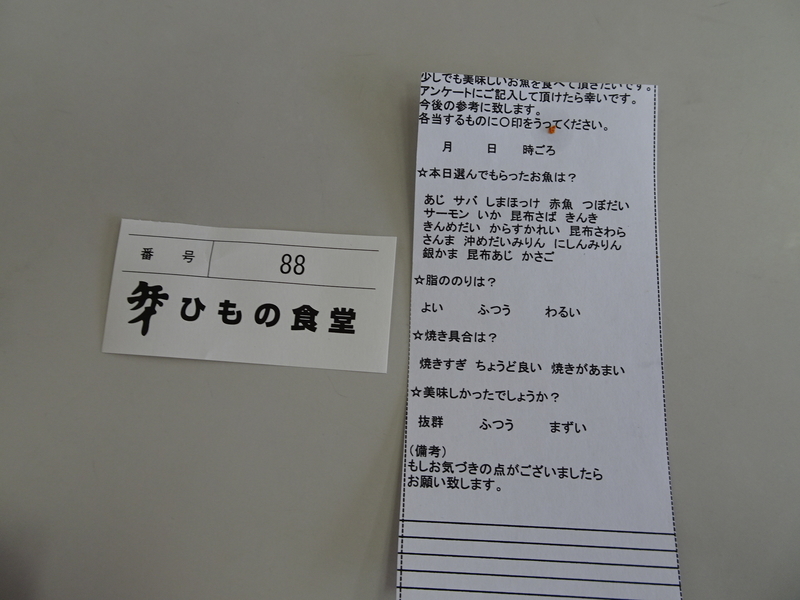 番 号 88
ひもの食堂
少しでも美味しいお魚を食べて頂きたいです。
アンケートにご記入して頂けたら幸いです。
今後の参考に致します。
各当するものに〇印をうってください。
月 日 時ごろ
☆本日選んでもらったお魚は？
あじ サバ しまほっけ 赤魚 つぼだい
サーモン いか 昆布さば きんき
きんめだい からすかれい 昆布さわら
さんま 沖めだいみりん にしんみりん
銀かま 昆布あじ かさご
☆脂ののりは？
よい ふつう わるい
☆焼き具合は？
焼きすぎ ちょうど良い 焼きがあまい
☆美味しかったでしょうか？
抜群 ふつう まずい
（備考）
もしお気づきの点がございましたら
お願い致します。